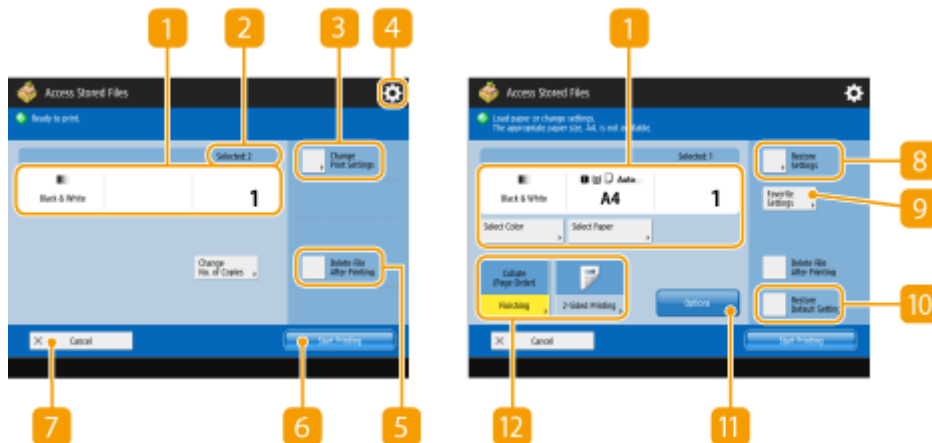 1
2
3
4
Access Stored Files
Ready to print.
Selected: 2
Change
Print Settings
Black & White
1
Change
No. of Copies
Delete File
After Printing
Cancel
Start Printing
7
6
5
1
Access Stored Files
Load paper or change settings.
The appropriate paper size, A4, is not available.
Selected: 1
Restore
Settings
8
Auto...
Black & White
A4
1
Favorite
Settings
9
Select Color
Select Paper
Collate
(Page Order)
Delete File
After Printing
Finishing
2-Sided Printing
Options
Restore
Default Setting
10
Cancel
Start Printing
12
11